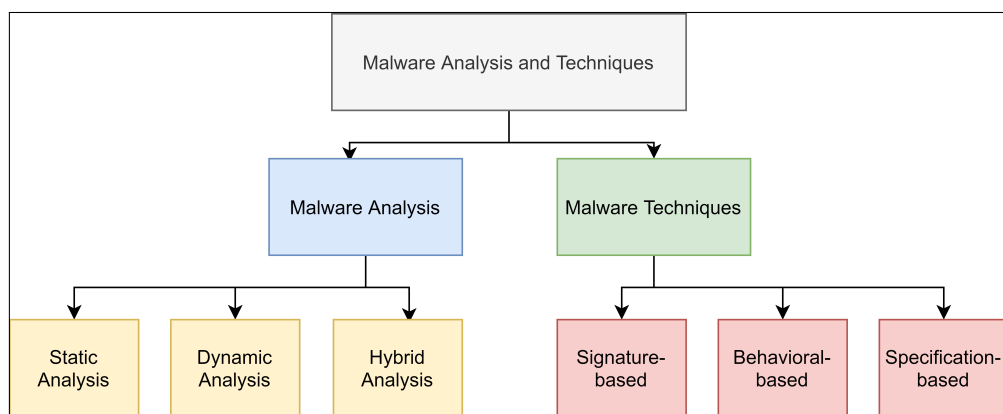 Malware Analysis and Techniques
Malware Analysis
Malware Techniques
Static
Analysis
Dynamic
Analysis
Hybrid
Analysis
Signature-
based
Behavioral-
based
Specification-
based